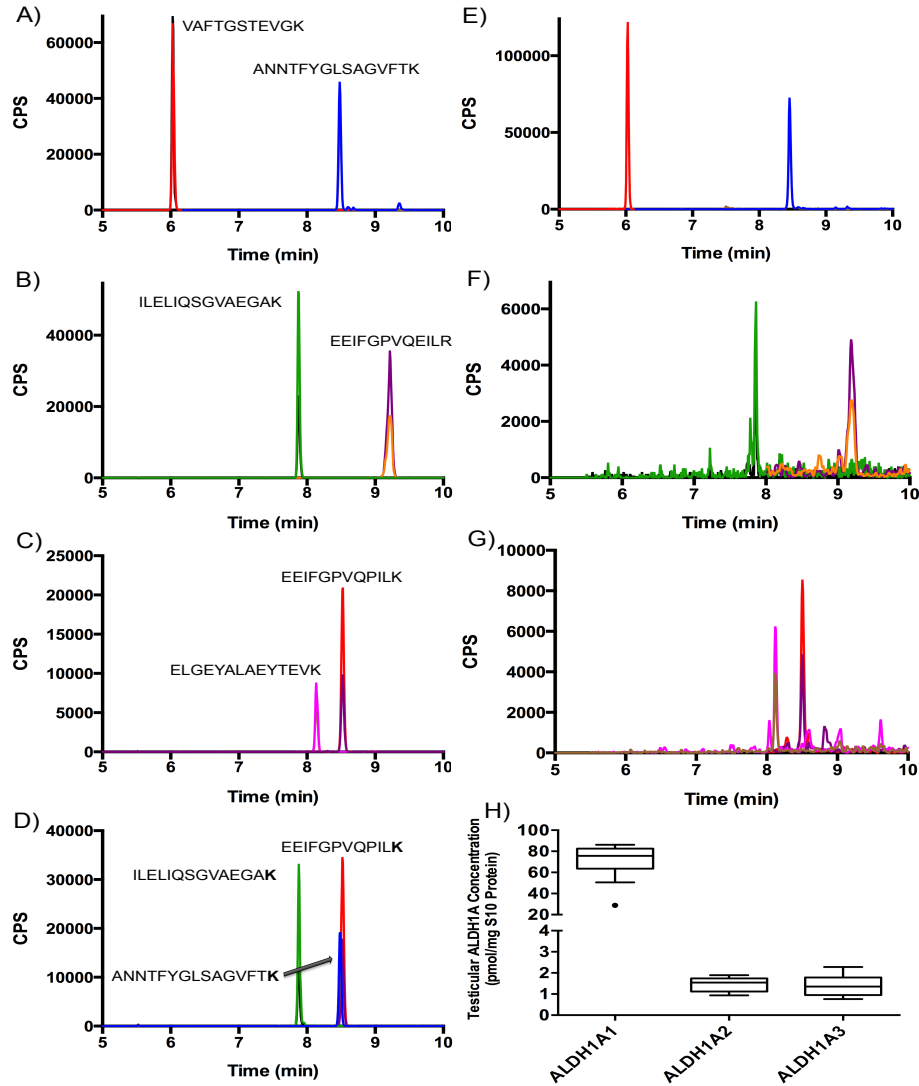 A)
VAFTGSTEVGK
ANNTFYGLSAGVFTK
CPS
60000
40000
20000
0
5 6 7 8 9 10
Time (min)
E)
CPS
100000
50000
0
5 6 7 8 9 10
Time (min)
B)
ILELIQSGVAEGAK
EEIFGPVQEILR
CPS
40000
20000
0
5 6 7 8 9 10
Time (min)
F)
CPS
6000
4000
2000
0
5 6 7 8 9 10
Time (min)
C)
EEIFGPVQPILK
ELGEYALAEYTEVK
CPS
25000
20000
15000
10000
5000
0
5 6 7 8 9 10
Time (min)
G)
CPS
10000
8000
6000
4000
2000
0
5 6 7 8 9 10
Time (min)
D)
EEIFGPVQPILK
ILELIQSGVAEGAK
ANNTFYGLSAGVFTK
CPS
40000
30000
20000
10000
0
5 6 7 8 9 10
Time (min)
H)
Testicular ALDH1A Concentration
(pmol/mg S10 Protein)
100
80
60
40
20
4
3
2
1
0
ALDH1A1
ALDH1A2
ALDH1A3